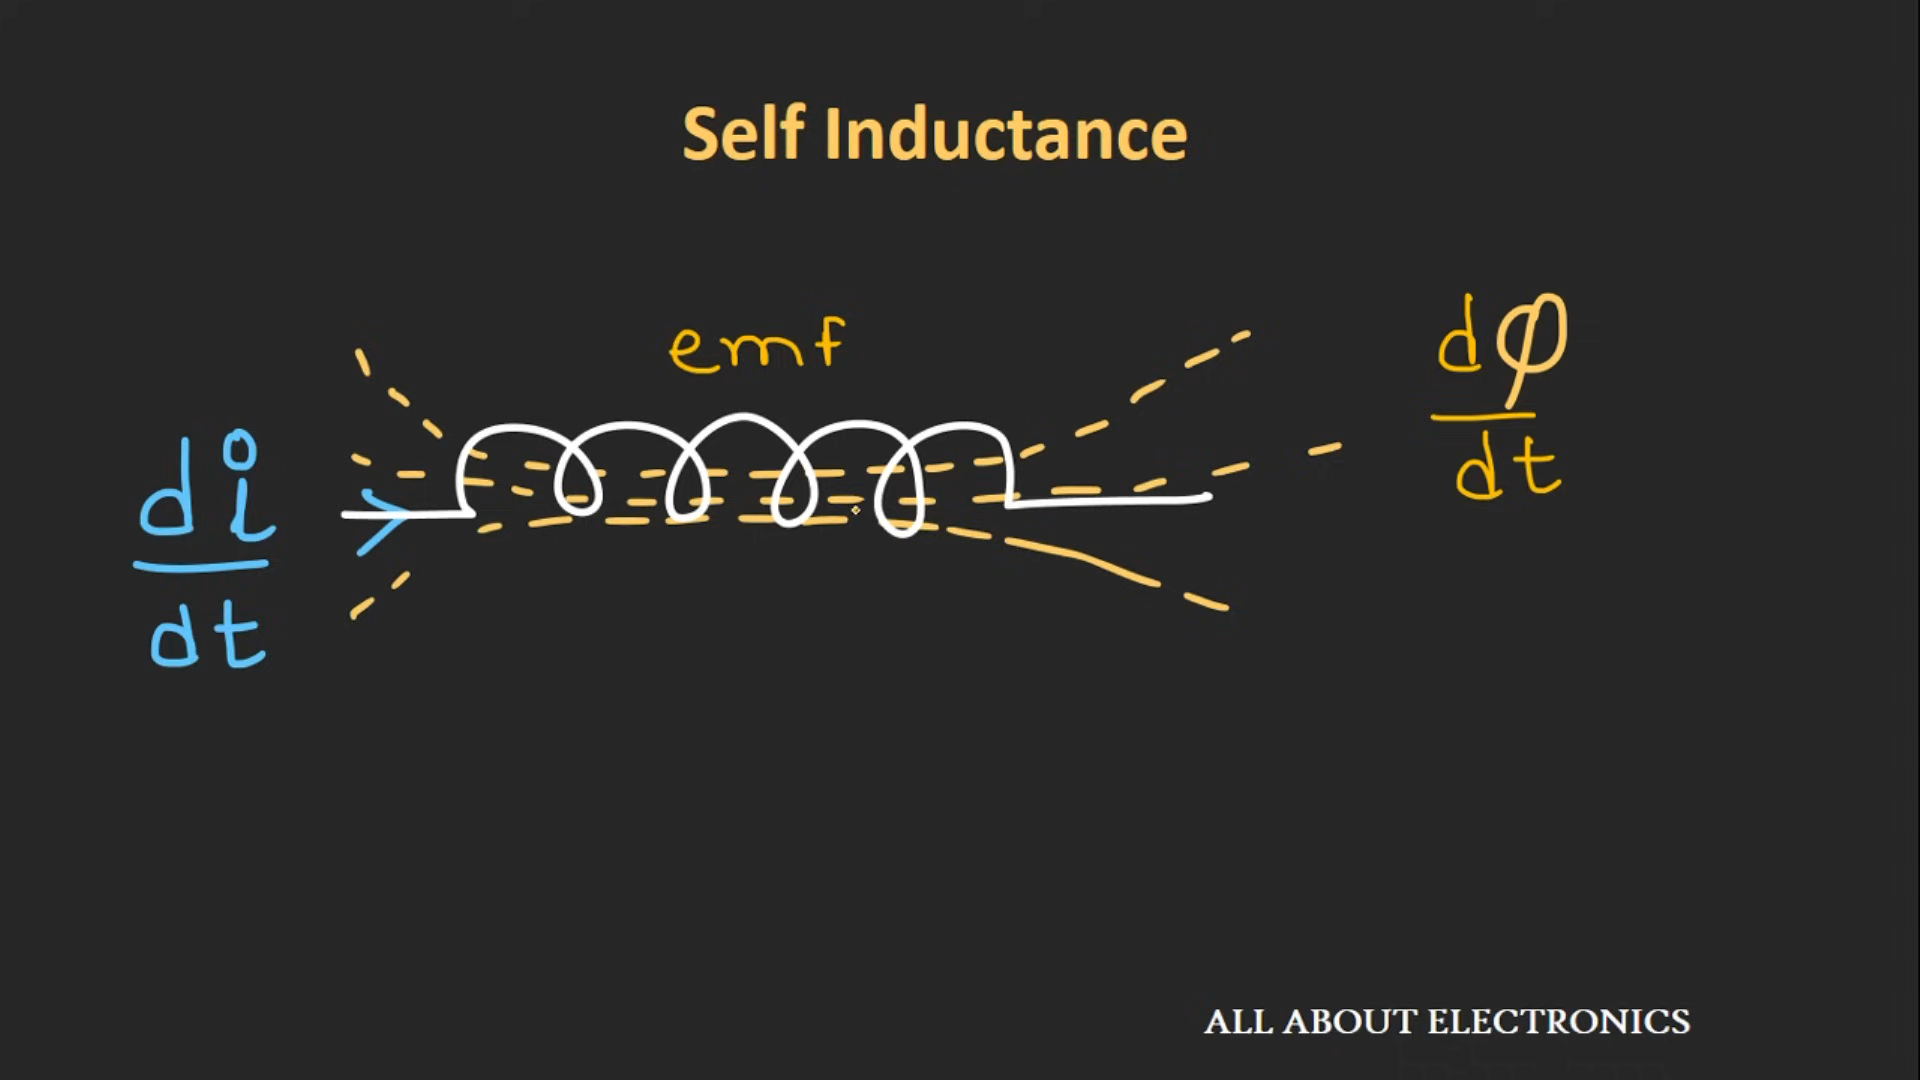 Self Inductance
emf
di
dt
dφ
dt
ALL ABOUT ELECTRONICS